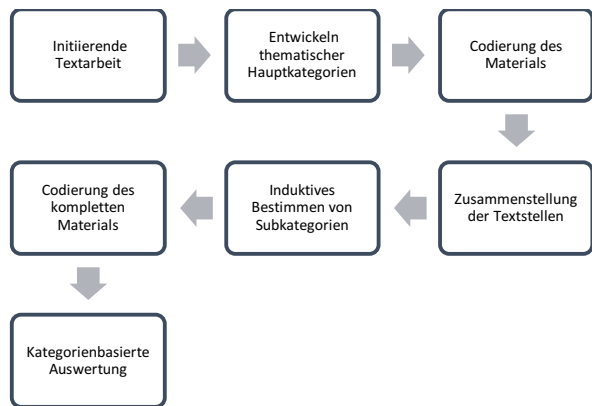 Initiierende
Textarbeit
Entwickeln
thematischer
Hauptkategorien
Codierung des
Materials
Zusammenstellung
der Textstellen
Induktives
Bestimmen von
Subkategorien
Codierung des
kompletten
Materials
Kategorienbasierte
Auswertung